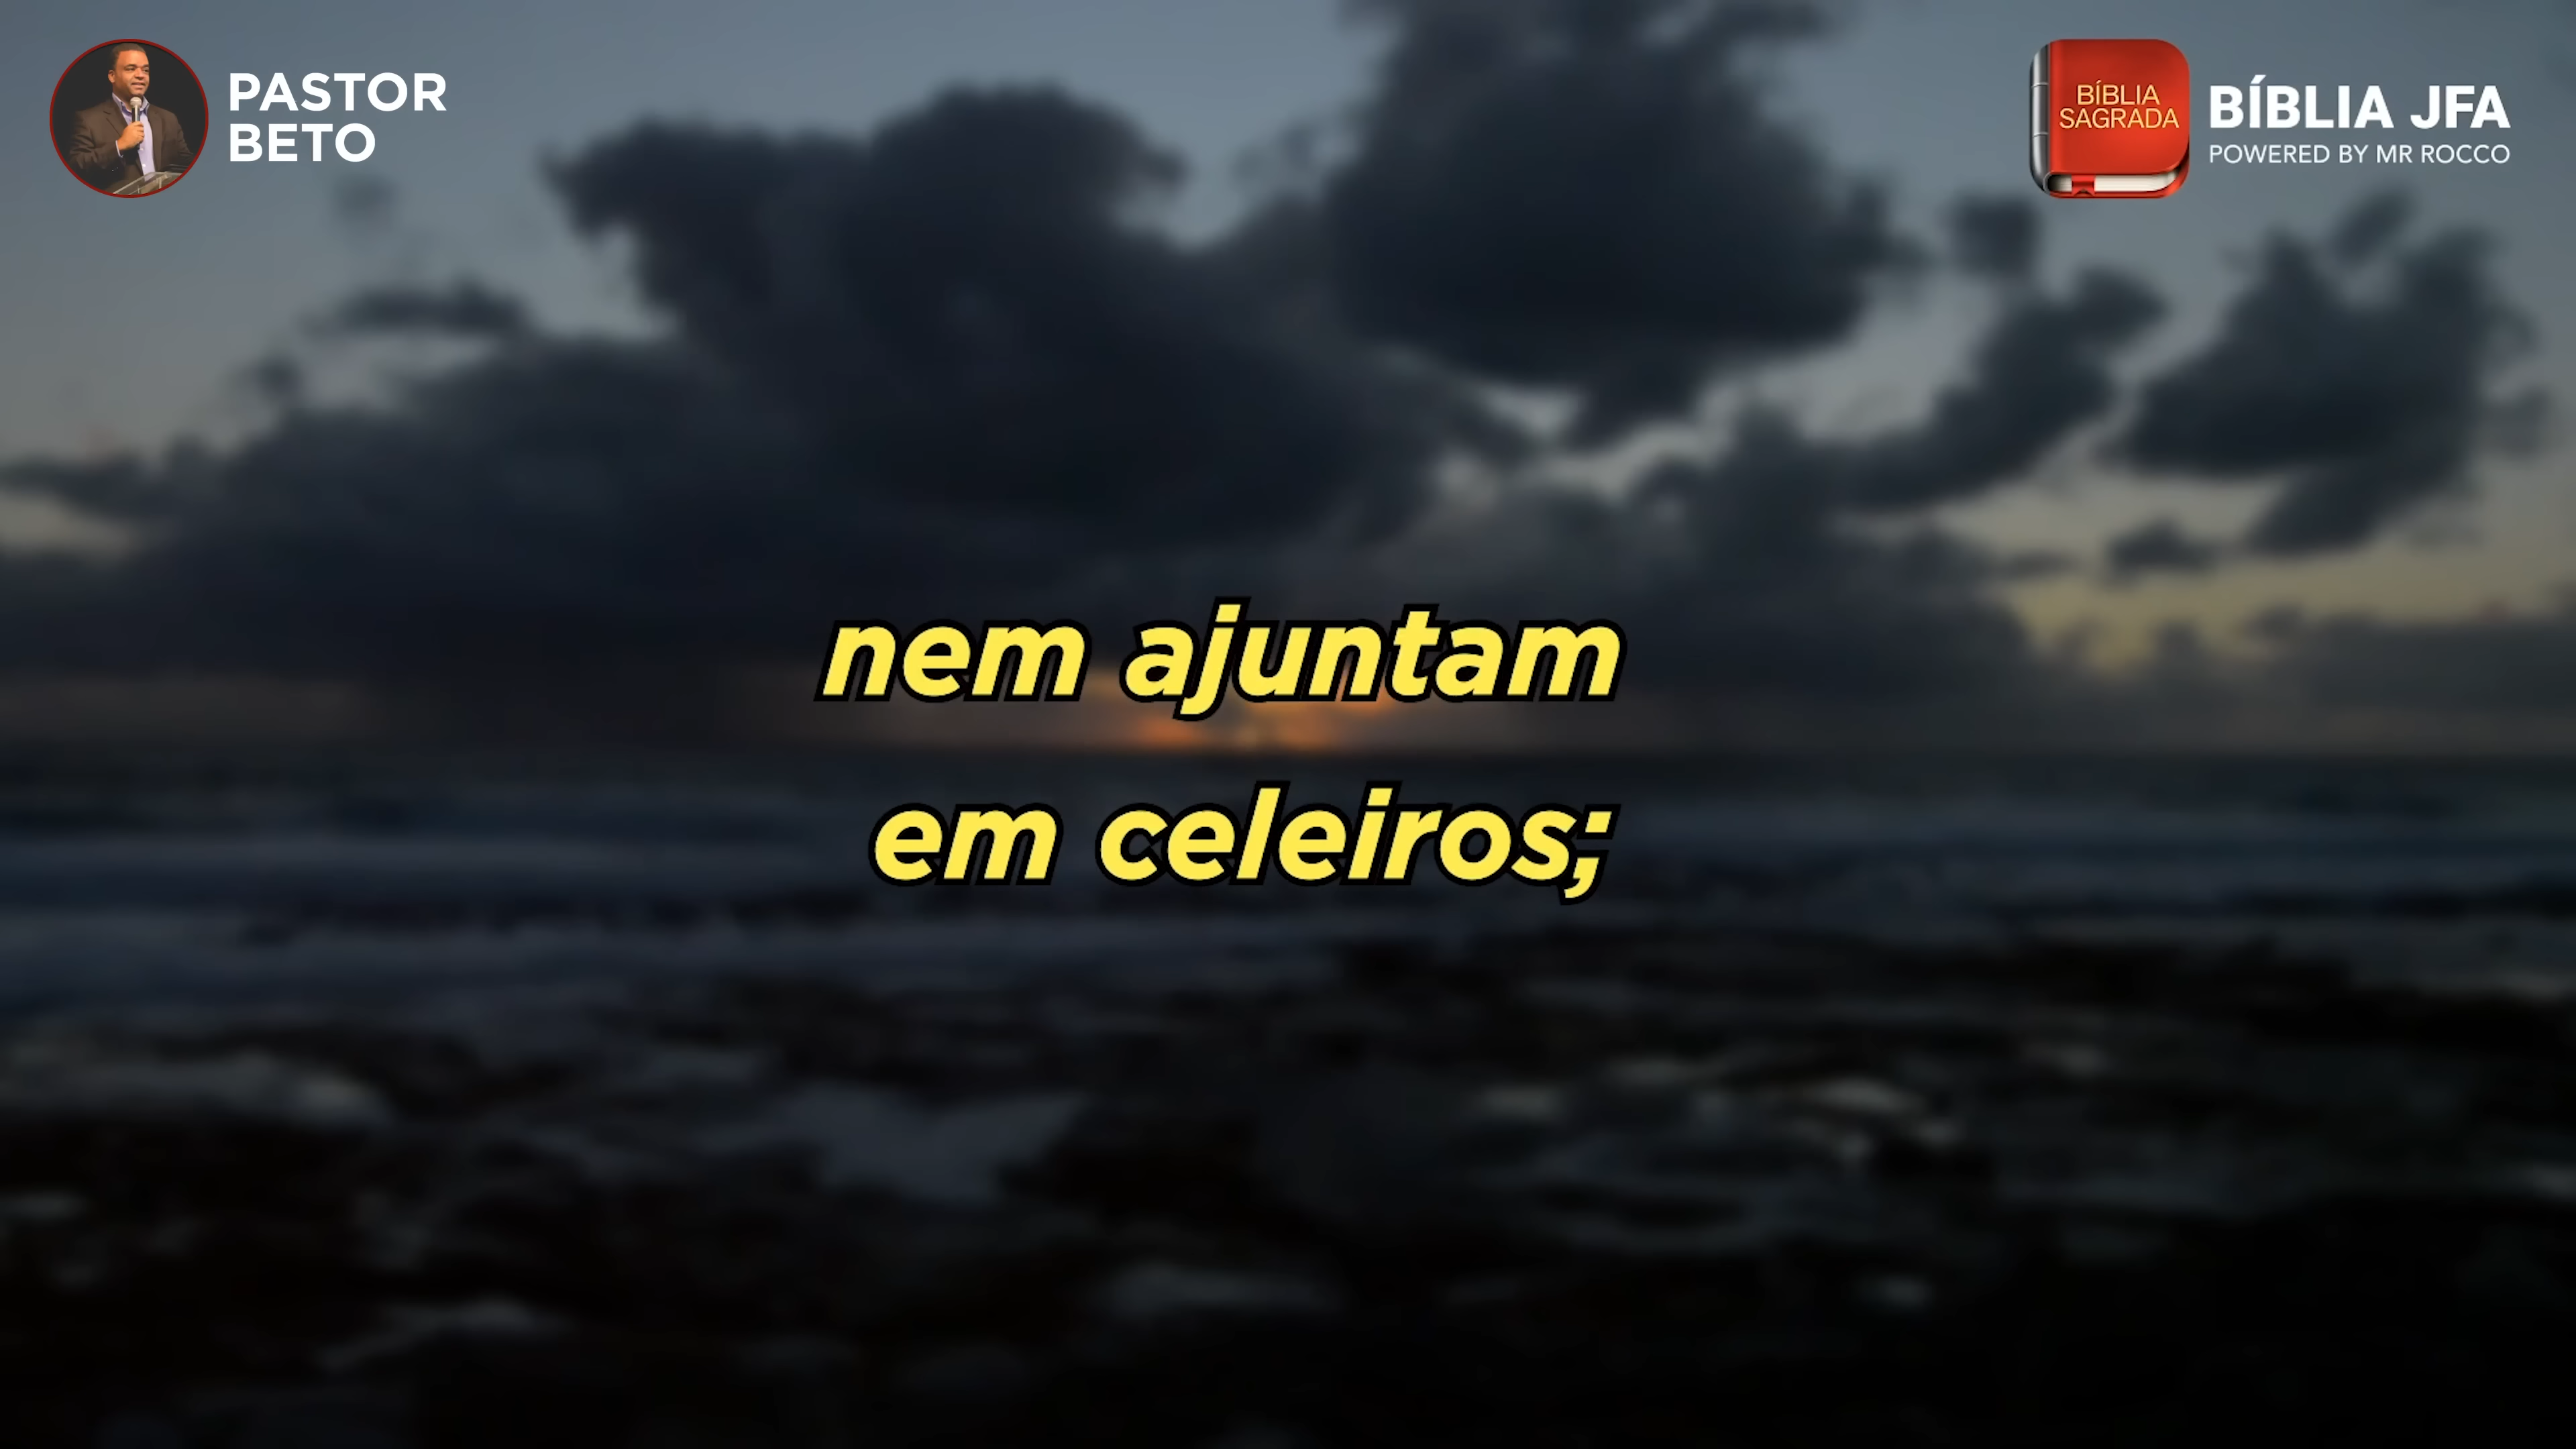 PASTOR
BETO
BÍBLIA
SAGRADA
BÍBLIA JFA
POWERED BY MR ROCCO
nem ajuntam
em celeiros;